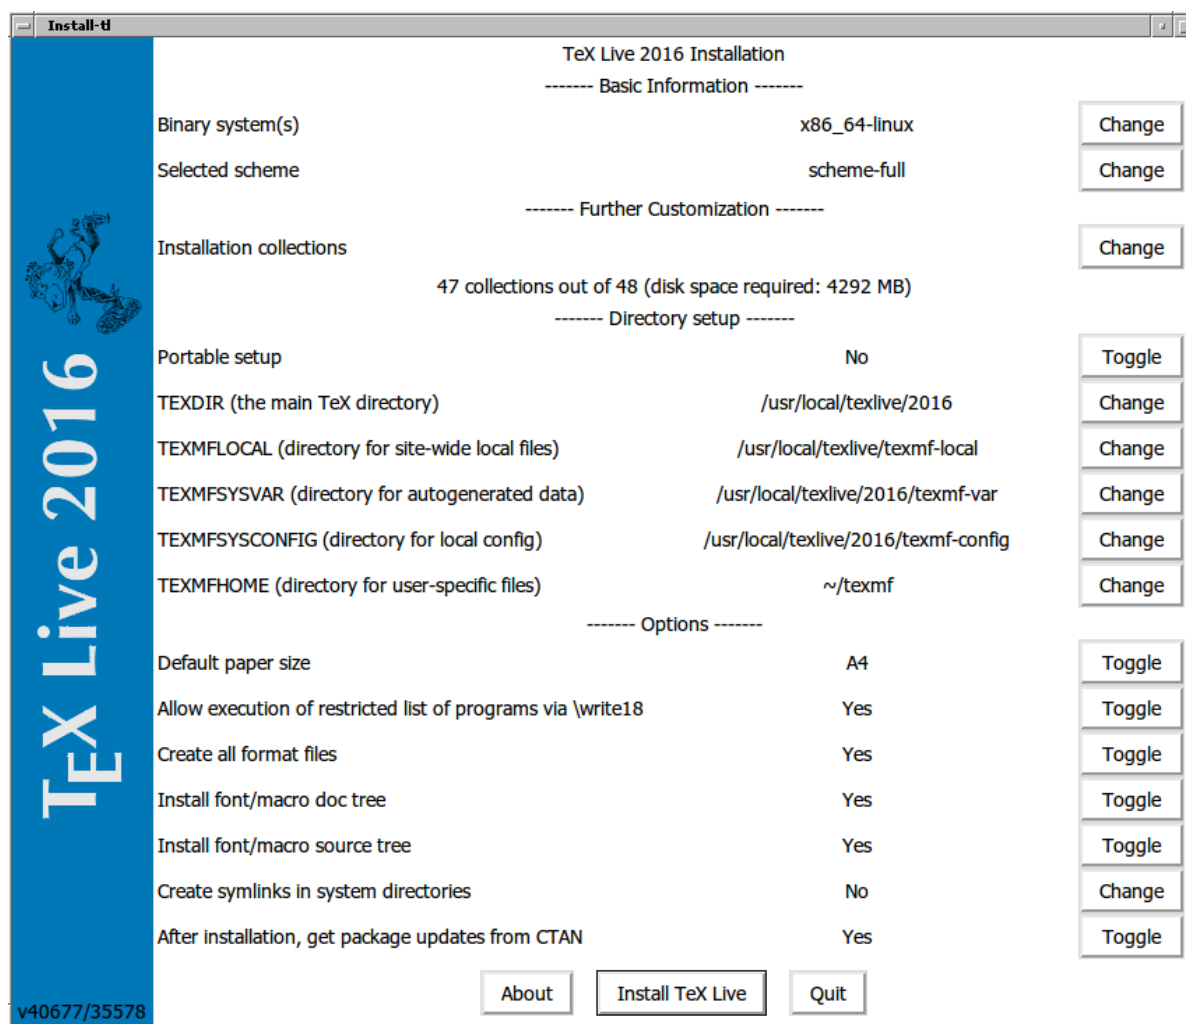 Install-tl
TeX Live 2016 Installation
------- Basic Information -------
Binary system(s) x86_64-linux Change
Selected scheme scheme-full Change
------- Further Customization -------
Installation collections Change
47 collections out of 48 (disk space required: 4292 MB)
------- Directory setup -------
Portable setup No Toggle
TEXDIR (the main TeX directory) /usr/local/texlive/2016 Change
TEXMFLOCAL (directory for site-wide local files) /usr/local/texlive/texmf-local Change
TEXMFSYSVAR (directory for autogenerated data) /usr/local/texlive/2016/texmf-var Change
TEXMFSYSCONFIG (directory for local config) /usr/local/texlive/2016/texmf-config Change
TEXMFHOME (directory for user-specific files) ~/texmf Change
------- Options -------
Default paper size A4 Toggle
Allow execution of restricted list of programs via \write18 Yes Toggle
Create all format files Yes Toggle
Install font/macro doc tree Yes Toggle
Install font/macro source tree Yes Toggle
Create symlinks in system directories No Change
After installation, get package updates from CTAN Yes Toggle
About Install TeX Live Quit
TEX Live 2016
v40677/35578